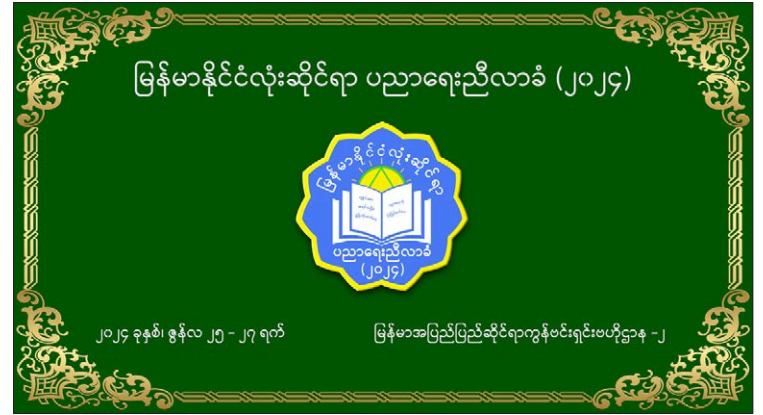 မြန်မာနိုင်ငံလုံးဆိုင်ရာ ပညာရေးညီလာခံ (၂၀၂၄)
မြန်မာနိုင်ငံလုံးဆိုင်ရာ
ပညာရေးညီလာခံ
(၂၀၂၄)
၂၀၂၄ ခုနှစ်၊ ဇွန်လ ၂၅ - ၂၇ ရက်
မြန်မာအပြည်ပြည်ဆိုင်ရာကွန်ဗင်းရှင်းဗဟိုဌာန -၂